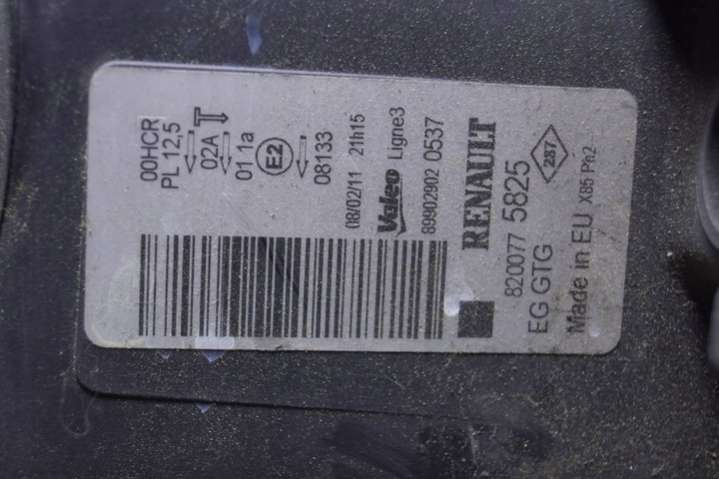 00HCR
PL 12,5
02A
01 1a
E2
08133
08/02/11 21h15
Valeo Ligne3
89902902 0537
RENAULT
820077 5825
287
EG GTG
Made in EU X85 Ph2